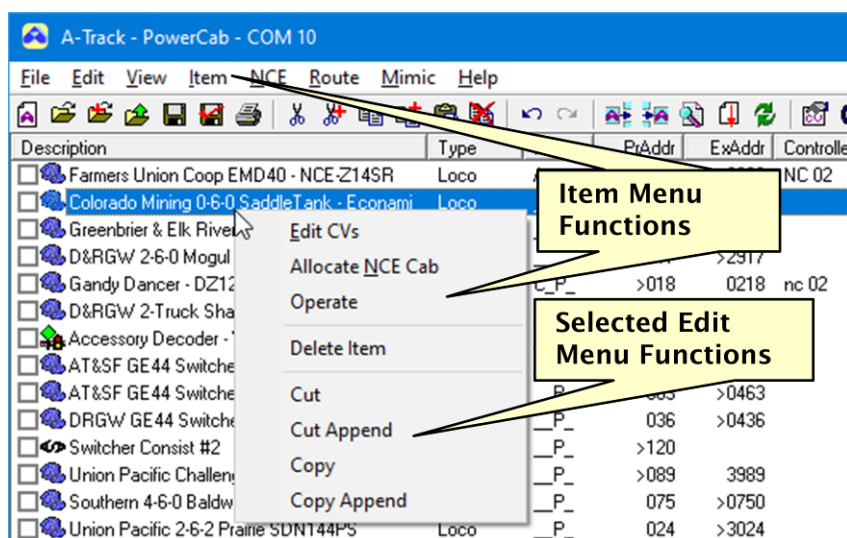 A-Track - PowerCab - COM 10
File Edit View Item NCE Route Mimic Help
Description Type PrAddr ExAddr Controlle
Farmers Union Coop EMD40 - NCE-Z14SR Loco NC 02
Colorado Mining 0-6-0 SaddleTank - Econami Loco
Item Menu
Functions
Greenbrier & Elk River
Edit CVs
D&RGW 2-6-0 Mogul >2917
Allocate NCE Cab
Gandy Dancer - DZ12 C_P_ >018 0218 nc 02
Operate
D&RGW 2-Truck Sha
Selected Edit
Menu Functions
Accessory Decoder -
Delete Item
AT&SF GE44 Switche
AT&SF GE44 Switche >0463
Cut
DRGW GE44 Switche __P_ 036 >0436
Cut Append
Switcher Consist #2 __P_ >120
Union Pacific Challen __P_ >089 3989
Copy
Southern 4-6-0 Baldw __P_ 075 >0750
Copy Append
Union Pacific 2-6-2 Prairie SDN144PS Loco __P_ 024 >3024